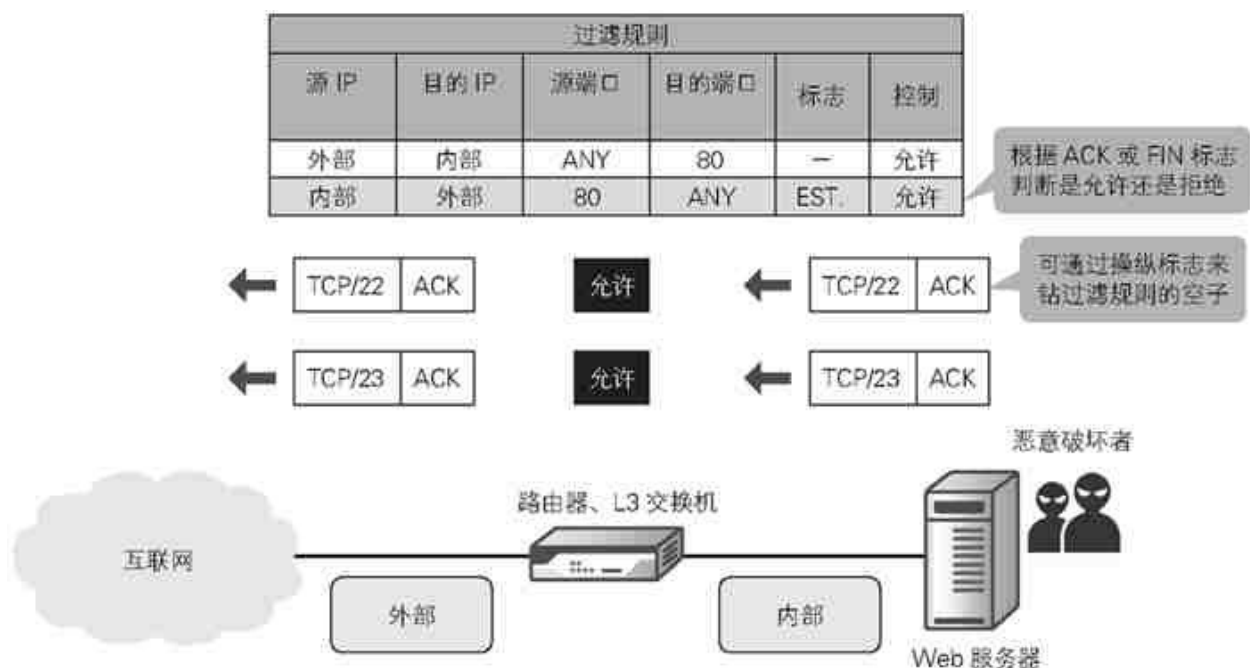 过滤规则
源 IP 目的 IP 源端口 目的端口 标志 控制
外部 内部 ANY 80 — 允许
内部 外部 80 ANY EST. 允许
根据 ACK 或 FIN 标志
判断是允许还是拒绝
TCP/22 ACK 允许 TCP/22 ACK
可通过操纵标志来
钻过滤规则的空子
TCP/23 ACK 允许 TCP/23 ACK
恶意破坏者
路由器、L3 交换机
互联网
外部
内部
Web 服务器